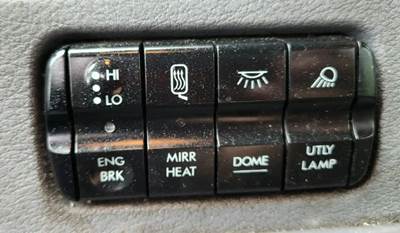 HI
LO
ENG
BRK
MIRR
HEAT
DOME
UTLY
LAMP